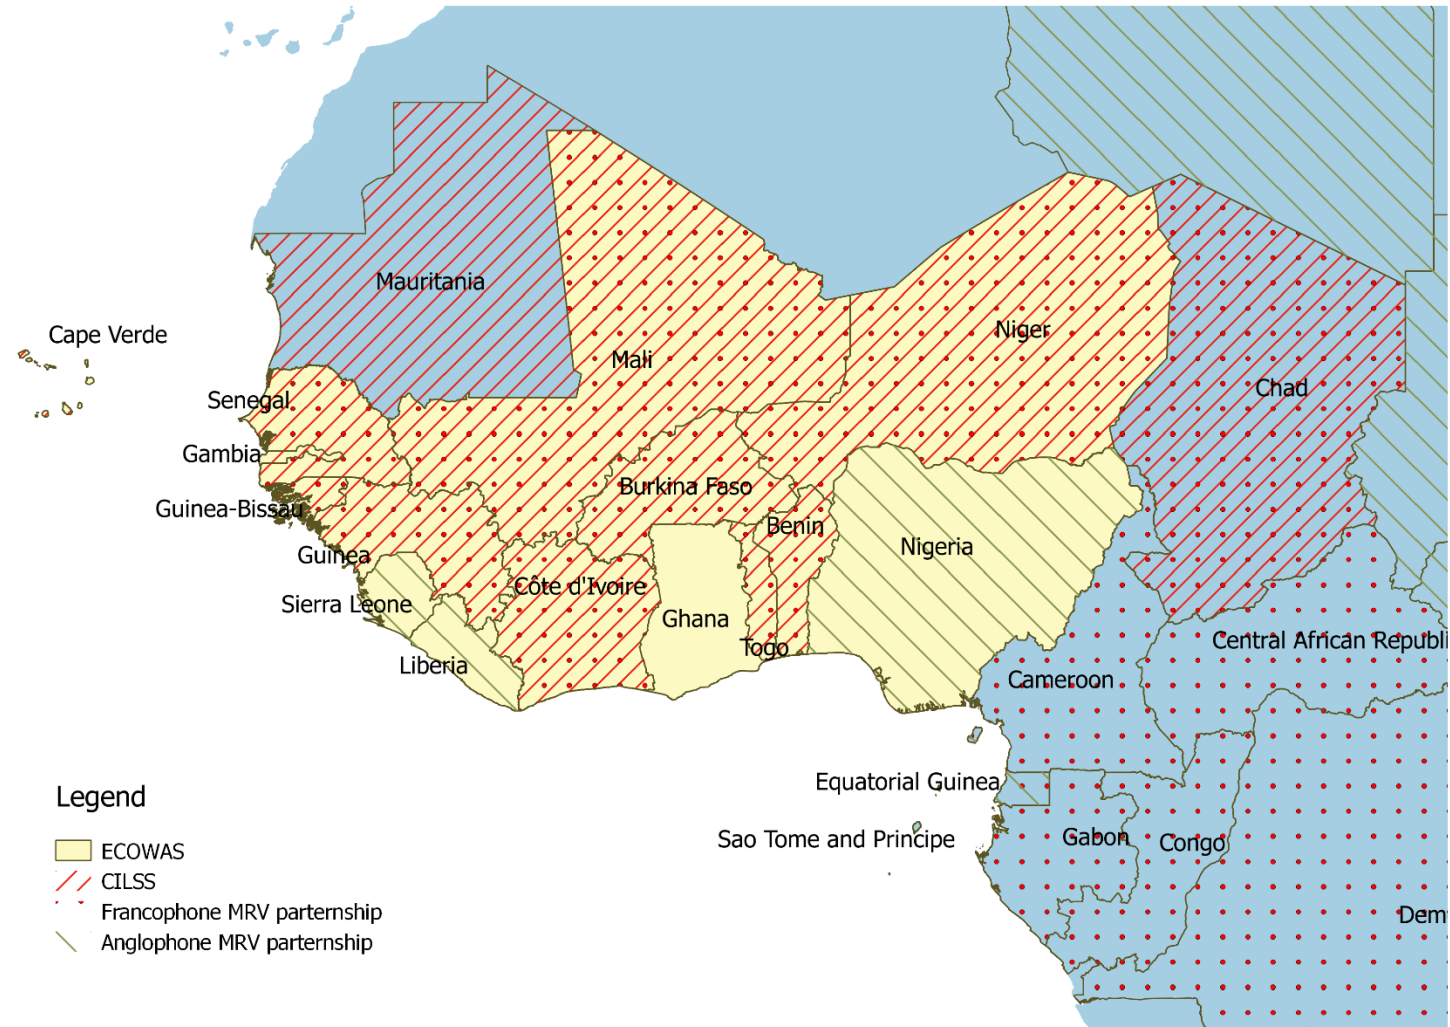 Mauritania
Cape Verde
Niger
Mali
Chad
Senegal
Gambia
Burkina Faso
Guinea-Bissau
Benin
Nigeria
Guinea
Côte d'Ivoire
Sierra Leone
Ghana
Togo
Central African Republi
Liberia
Cameroon
Equatorial Guinea
Sao Tome and Principe
Gabon
Congo
Dem
Legend
ECOWAS
CILSS
Francophone MRV parternship
Anglophone MRV parternship